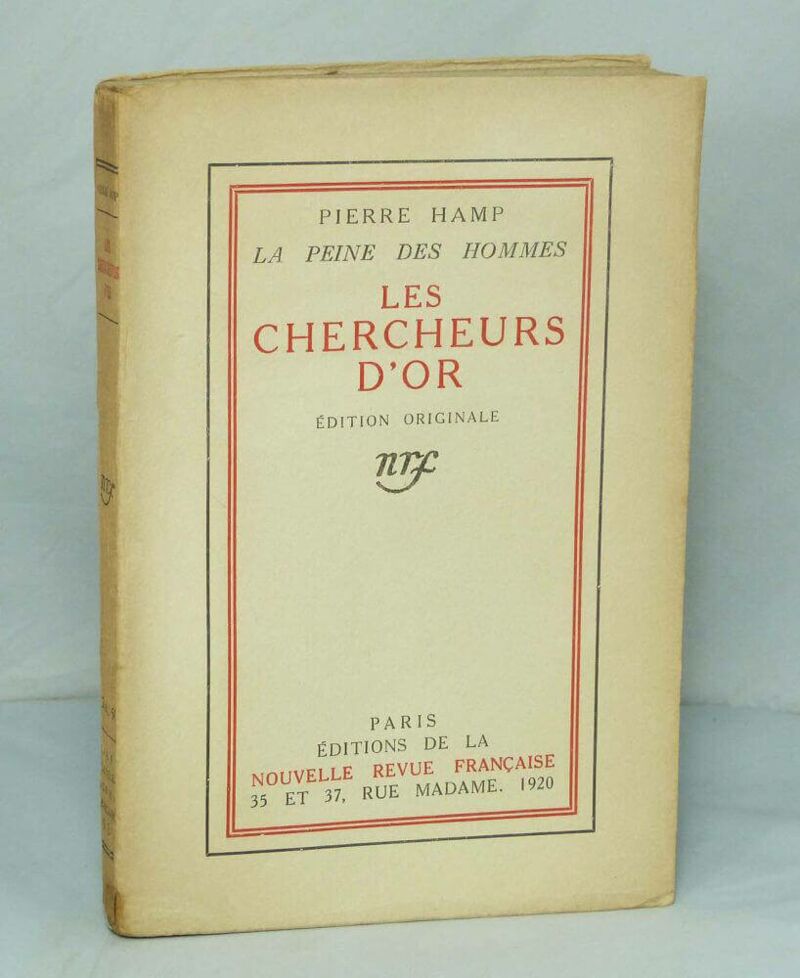 PIERRE HAMP
LA PEINE DES HOMMES
LES
CHERCHEURS
D'OR
ÉDITION ORIGINALE
nrf
PARIS
ÉDITIONS DE LA
NOUVELLE REVUE FRANÇAISE
35 ET 37, RUE MADAME. 1920
nrf